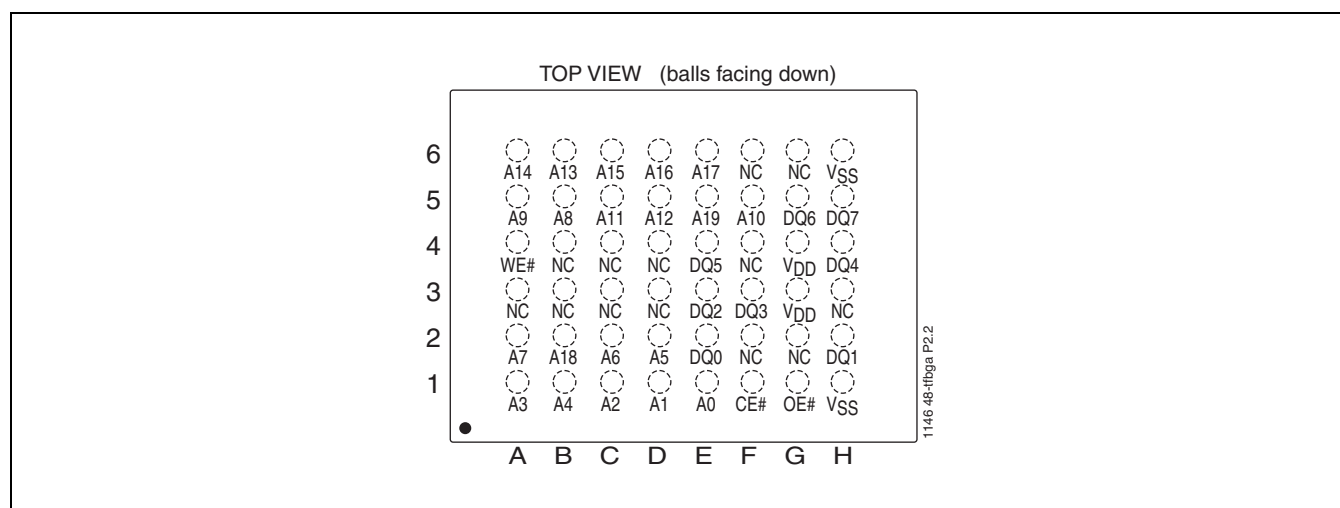 TOP VIEW (balls facing down)
6
A14 A13 A15 A16 A17 NC NC VSS
5
A9 A8 A11 A12 A19 A10 DQ6 DQ7
4
WE# NC NC NC DQ5 NC VDD DQ4
3
NC NC NC NC DQ2 DQ3 VDD NC
2
A7 A18 A6 A5 DQ0 NC NC DQ1
1
A3 A4 A2 A1 A0 CE# OE# VSS
A B C D E F G H
1146 48-tfbga P2.2